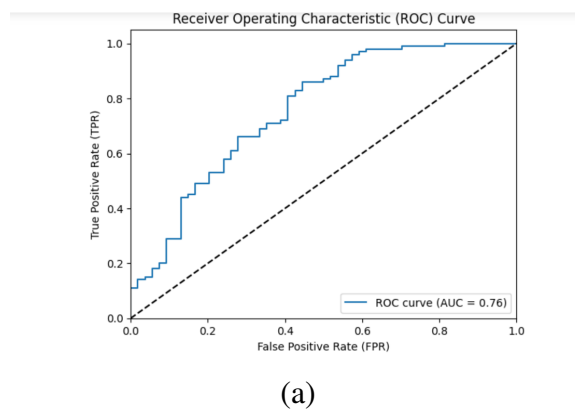 Receiver Operating Characteristic (ROC) Curve
1.0
0.8
0.6
0.4
0.2
0.0
True Positive Rate (TPR)
ROC curve (AUC = 0.76)
0.0 0.2 0.4 0.6 0.8 1.0
False Positive Rate (FPR)
(a)